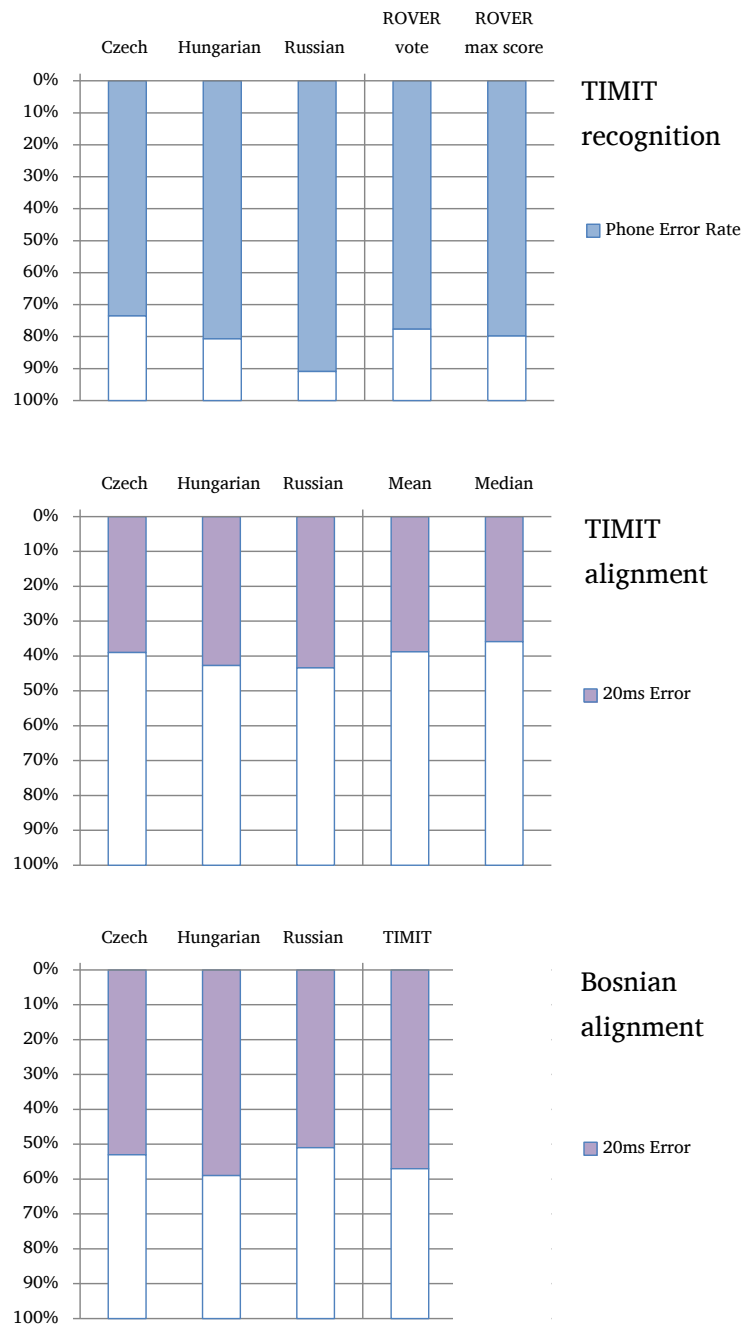 ROVER ROVER
Czech Hungarian Russian vote max score
0%
10%
20%
30%
40%
50%
60%
70%
80%
90%
100%
TIMIT
recognition
Phone Error Rate
Czech Hungarian Russian Mean Median
0%
10%
20%
30%
40%
50%
60%
70%
80%
90%
100%
TIMIT
alignment
20ms Error
Czech Hungarian Russian TIMIT
0%
10%
20%
30%
40%
50%
60%
70%
80%
90%
100%
Bosnian
alignment
20ms Error